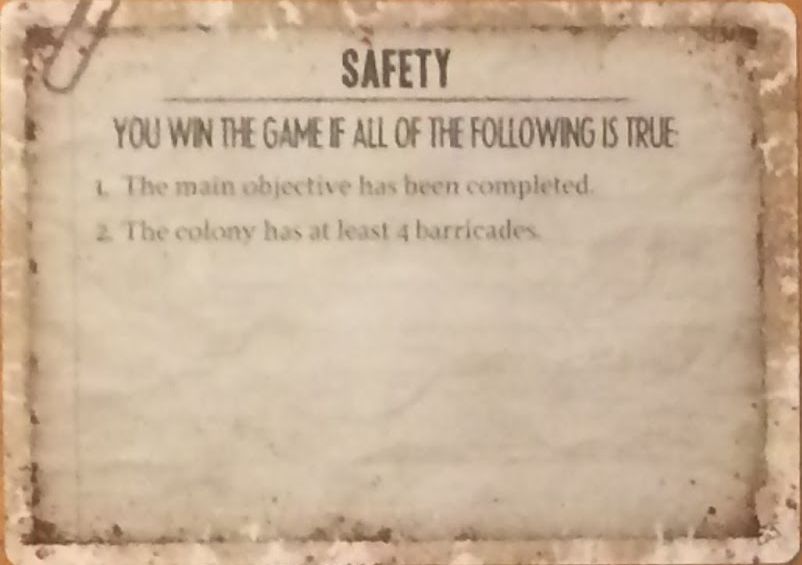 SAFETY
YOU WIN THE GAME IF ALL OF THE FOLLOWING IS TRUE:
1. The main objective has been completed.
2. The colony has at least 4 barricades.